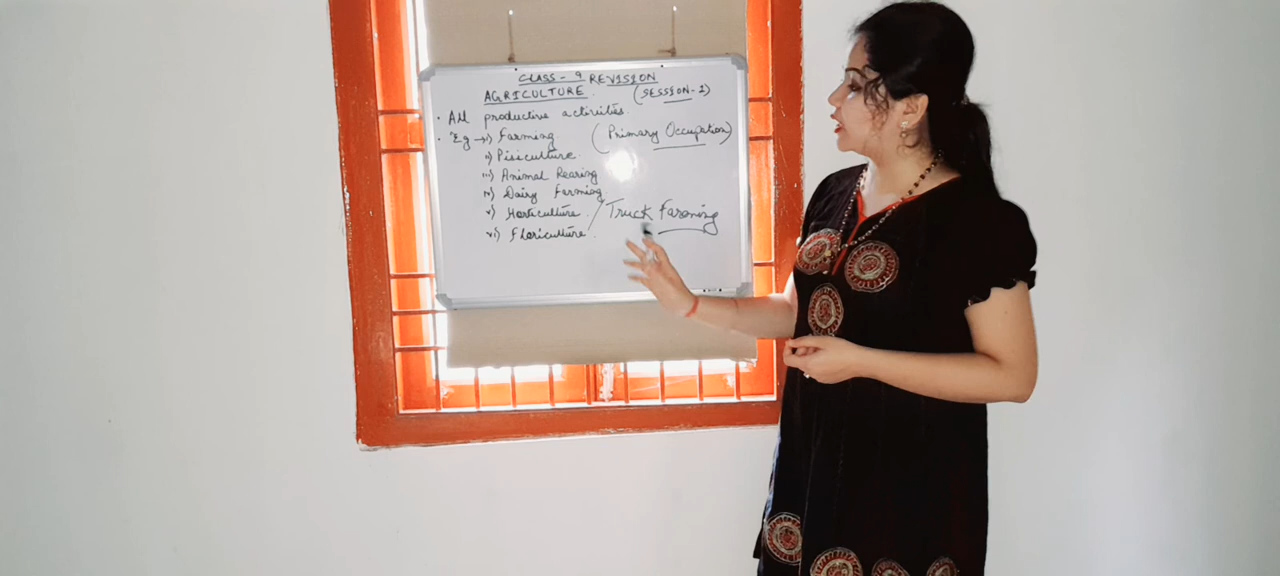 CLASS - 9 REVISION
AGRICULTURE. (SESSION-1)
• All productive activities.
• Eg → i) Farming (Primary Occupation)
ii) Pisiculture.
iii) Animal Rearing
iv) Dairy Farming
v) Horticulture / Truck Farming
vi) Floriculture.